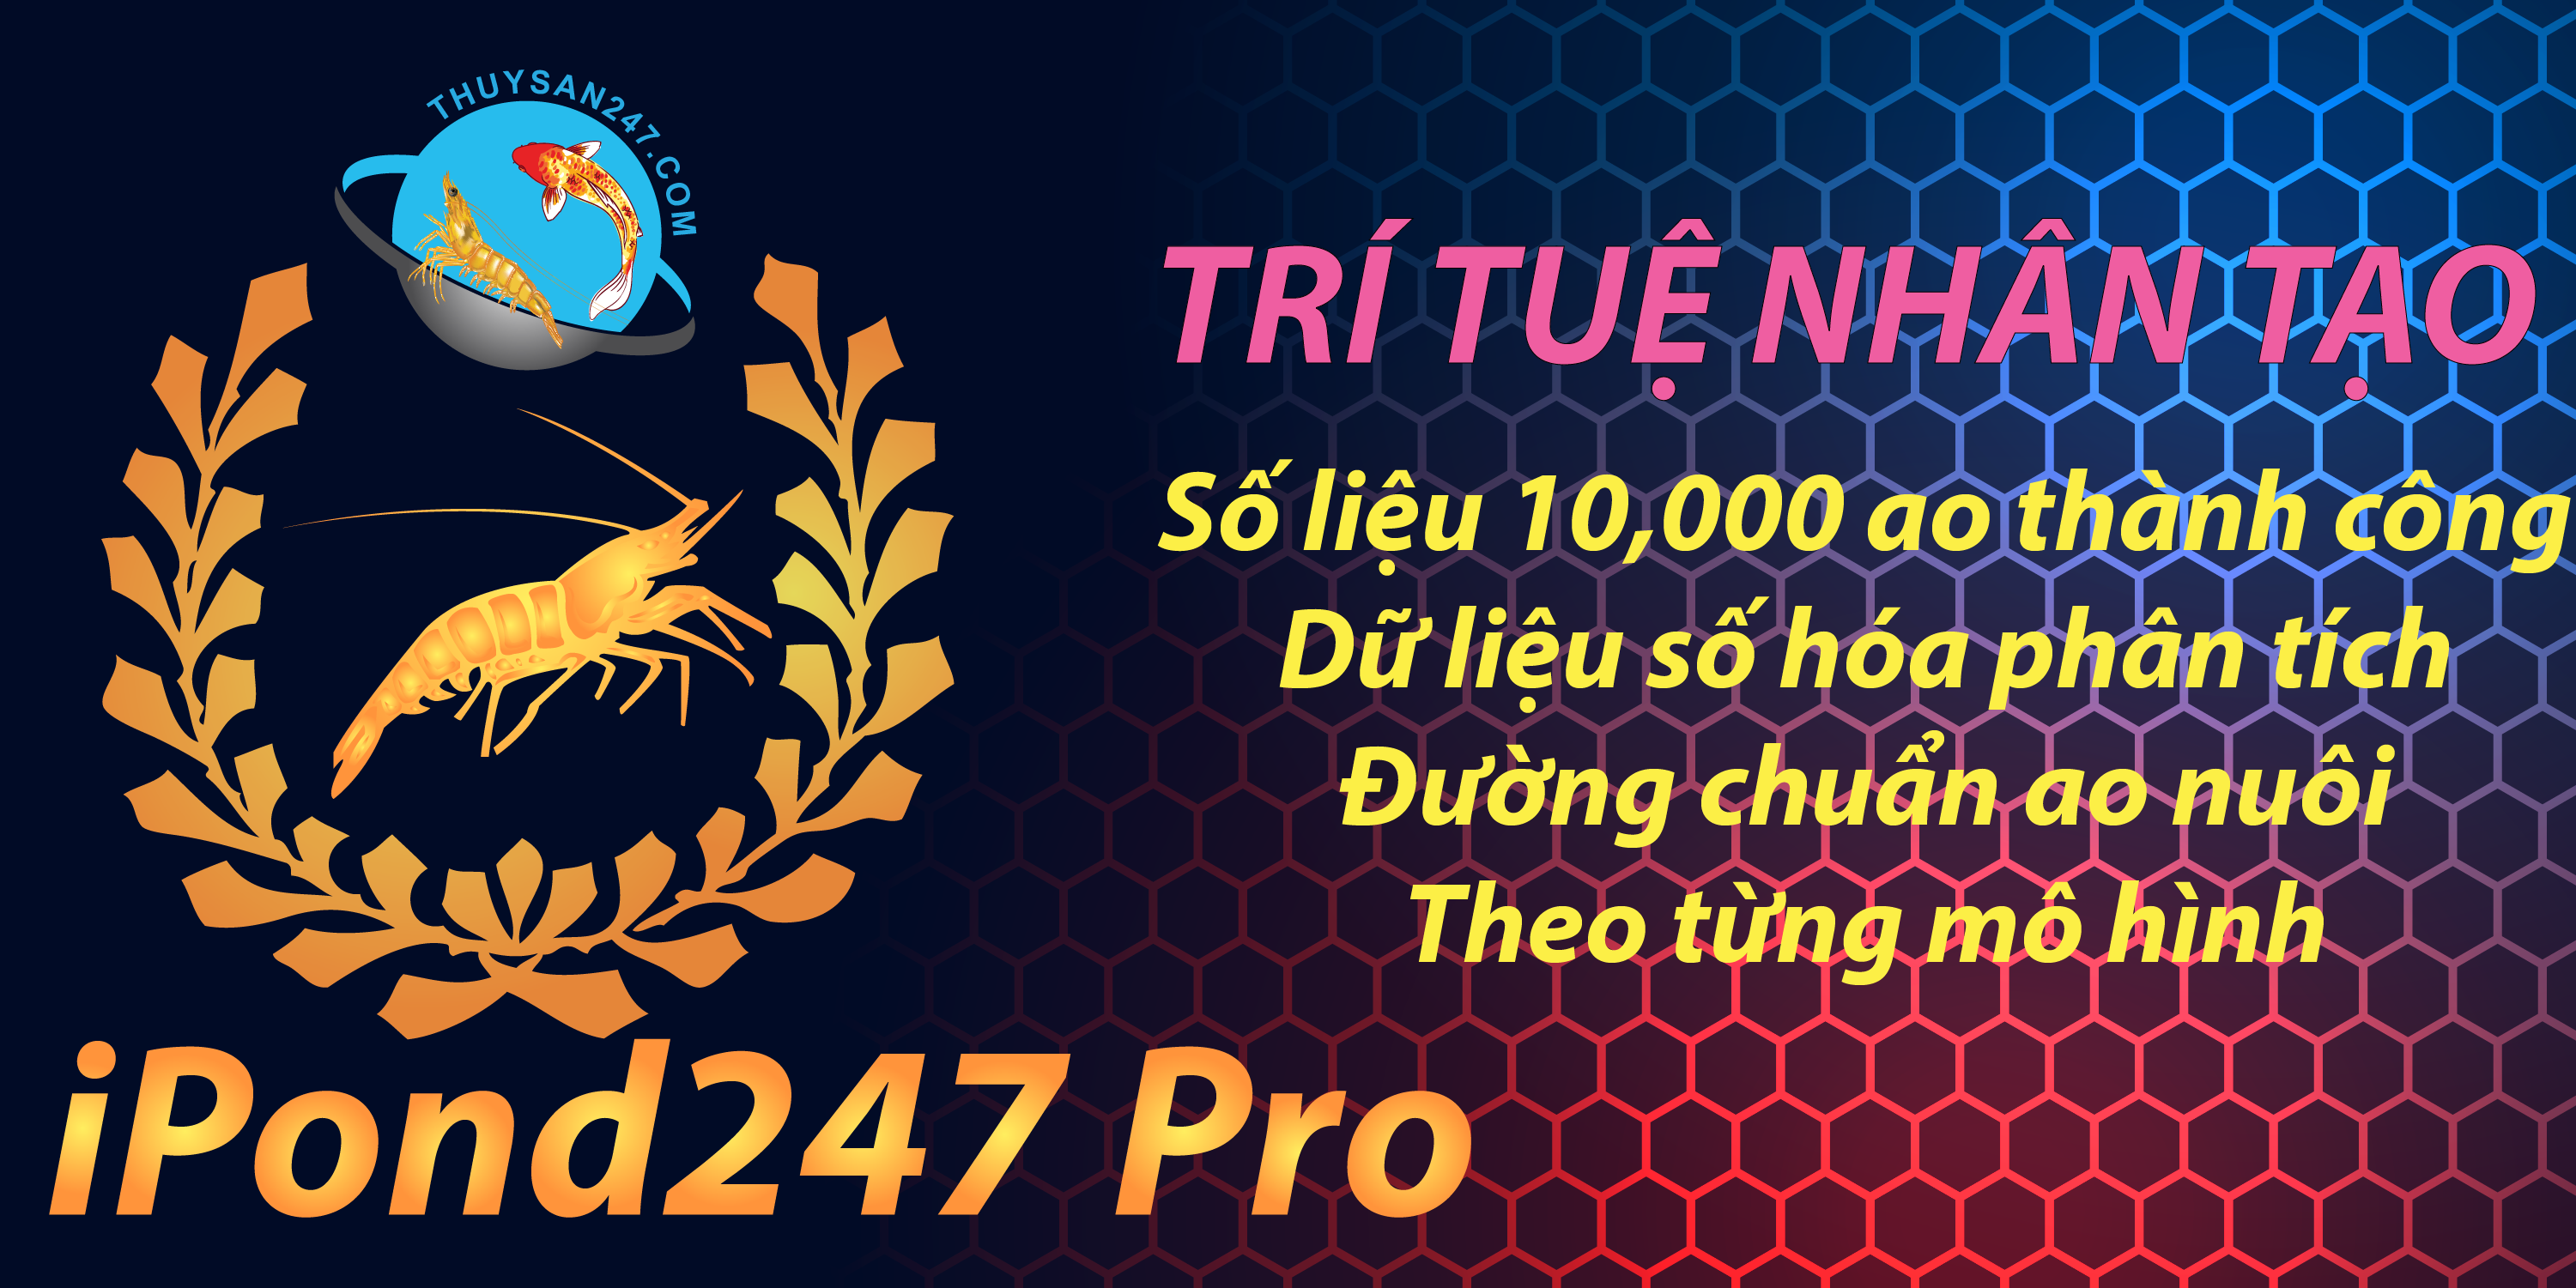 THUYSAN247.COM
TRÍ TUỆ NHÂN TẠO
Số liệu 10,000 ao thành công
Dữ liệu số hóa phân tích
Đường chuẩn ao nuôi
Theo từng mô hình
iPond247 Pro